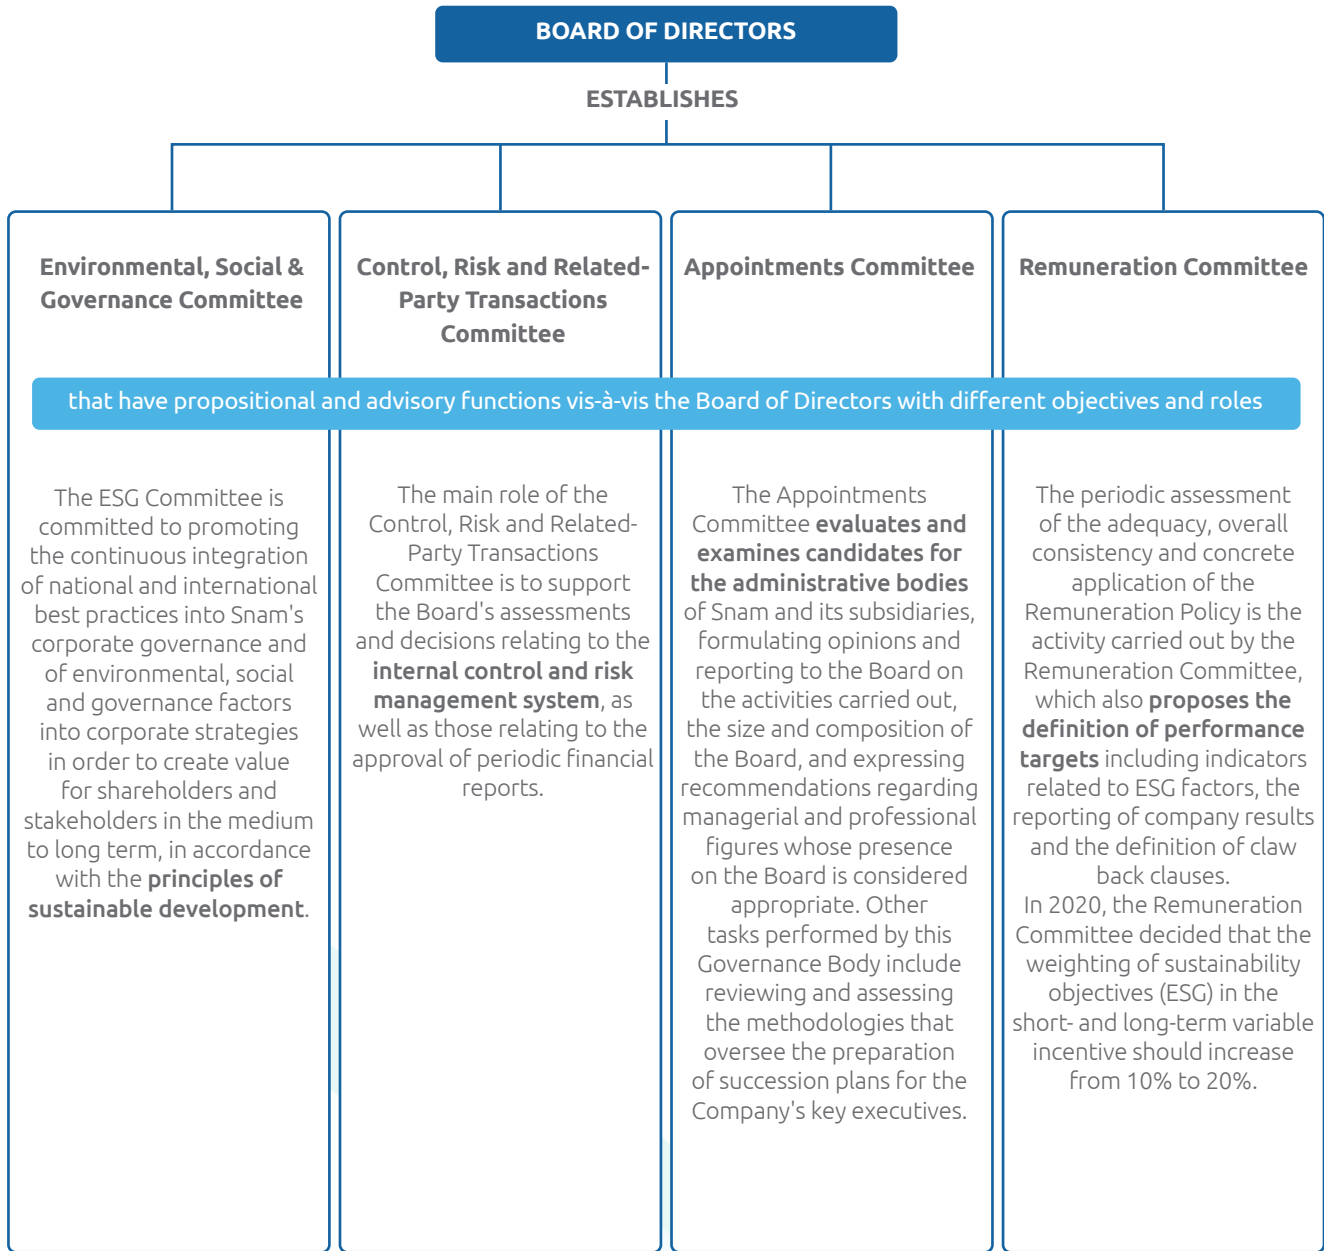 BOARD OF DIRECTORS
ESTABLISHES
Environmental, Social &
Governance Committee
Control, Risk and Related-
Party Transactions
Committee
Appointments Committee
Remuneration Committee
that have propositional and advisory functions vis-à-vis the Board of Directors with different objectives and roles
The ESG Committee is
committed to promoting
the continuous integration
of national and international
best practices into Snam's
corporate governance and
of environmental, social
and governance factors
into corporate strategies
in order to create value
for shareholders and
stakeholders in the medium
to long term, in accordance
with the principles of
sustainable development.
The main role of the
Control, Risk and Related-
Party Transactions
Committee is to support
the Board's assessments
and decisions relating to the
internal control and risk
management system, as
well as those relating to the
approval of periodic financial
reports.
The Appointments
Committee evaluates and
examines candidates for
the administrative bodies
of Snam and its subsidiaries,
formulating opinions and
reporting to the Board on
the activities carried out,
the size and composition of
the Board, and expressing
recommendations regarding
managerial and professional
figures whose presence
on the Board is considered
appropriate. Other
tasks performed by this
Governance Body include
reviewing and assessing
the methodologies that
oversee the preparation
of succession plans for the
Company's key executives.
The periodic assessment
of the adequacy, overall
consistency and concrete
application of the
Remuneration Policy is the
activity carried out by the
Remuneration Committee,
which also proposes the
definition of performance
targets including indicators
related to ESG factors, the
reporting of company results
and the definition of claw
back clauses.
In 2020, the Remuneration
Committee decided that the
weighting of sustainability
objectives (ESG) in the
short- and long-term variable
incentive should increase
from 10% to 20%.